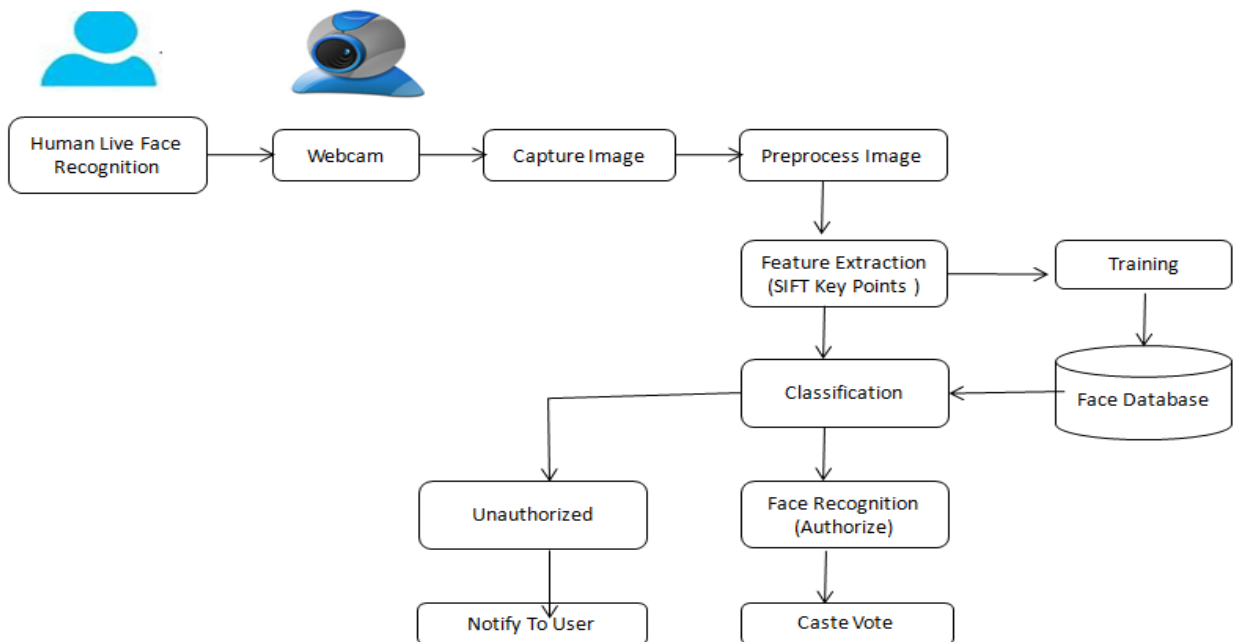 Human Live Face
Recognition
Webcam
Capture Image
Preprocess Image
Feature Extraction
(SIFT Key Points )
Training
Classification
Face Database
Unauthorized
Face Recognition
(Authorize)
Notify To User
Caste Vote